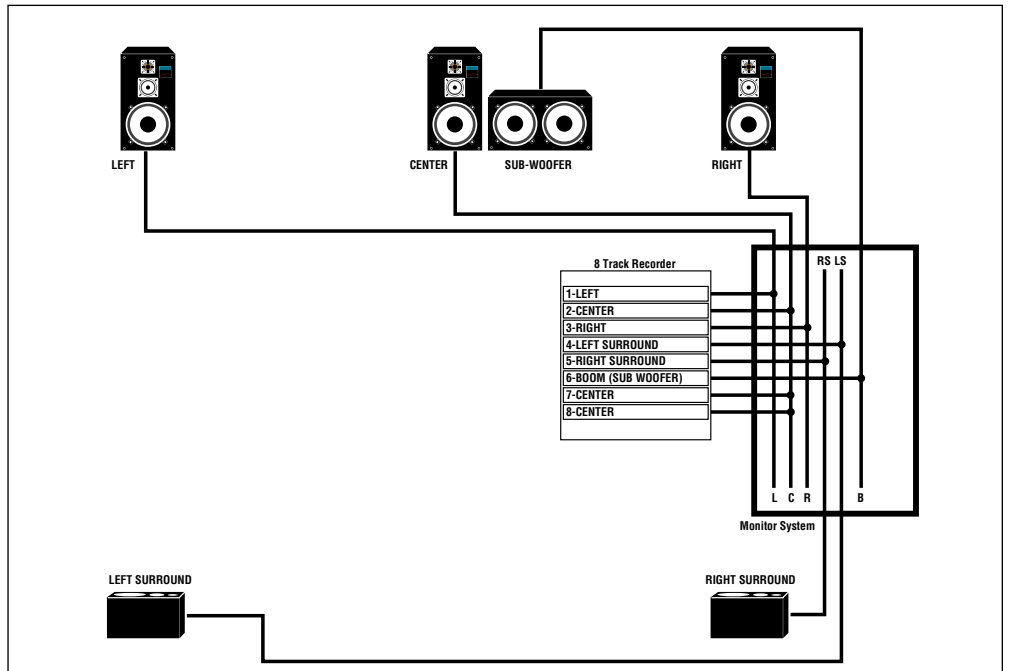 LEFT
CENTER
SUB-WOOFER
RIGHT
8 Track Recorder
RS LS
1-LEFT
2-CENTER
3-RIGHT
4-LEFT SURROUND
5-RIGHT SURROUND
6-BOOM (SUB WOOFER)
7-CENTER
8-CENTER
L C R B
Monitor System
LEFT SURROUND
RIGHT SURROUND